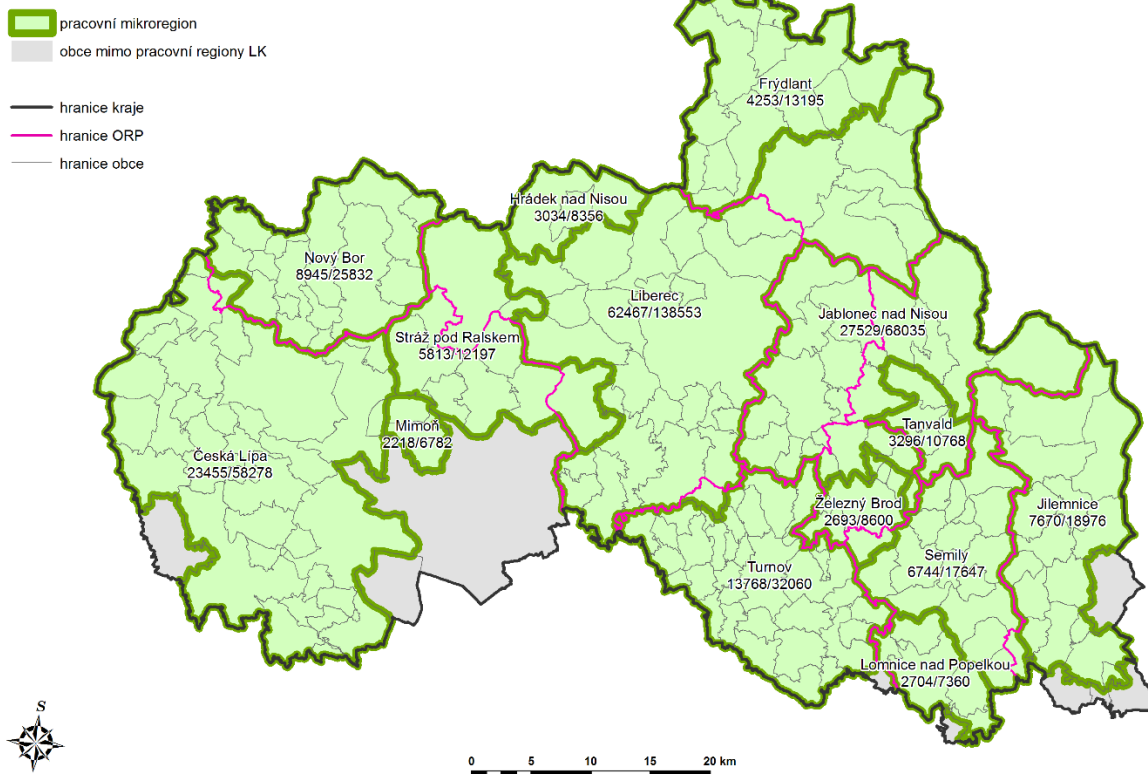 pracovní mikroregion
obce mimo pracovní regiony LK
hranice kraje
hranice ORP
hranice obce
Frýdlant
4253/13195
Hrádek nad Nisou
3034/8356
Nový Bor
8945/25832
Liberec
62467/138553
Jablonec nad Nisou
27529/68035
Stráž pod Ralskem
5813/12197
Mimoň
2218/6782
Tanvald
3296/10768
Česká Lípa
23455/58278
Železný Brod
2693/8600
Jilemnice
7670/18976
Semily
6744/17647
Turnov
13768/32060
Lomnice nad Popelkou
2704/7360
S
0 5 10 15 20 km